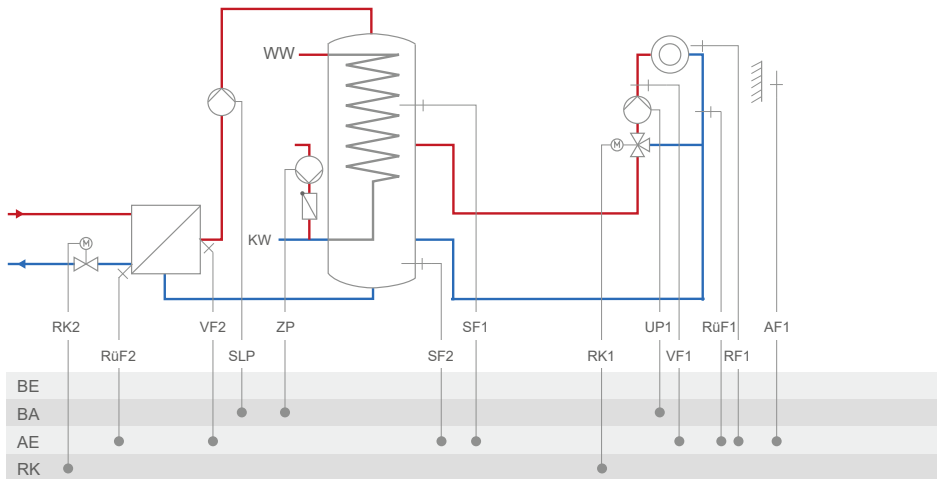 WW
M
KW
M
RK2
VF2
ZP
SF1
UP1
RüF1
AF1
RüF2
SLP
SF2
RK1
VF1
RF1
BE
BA
AE
RK